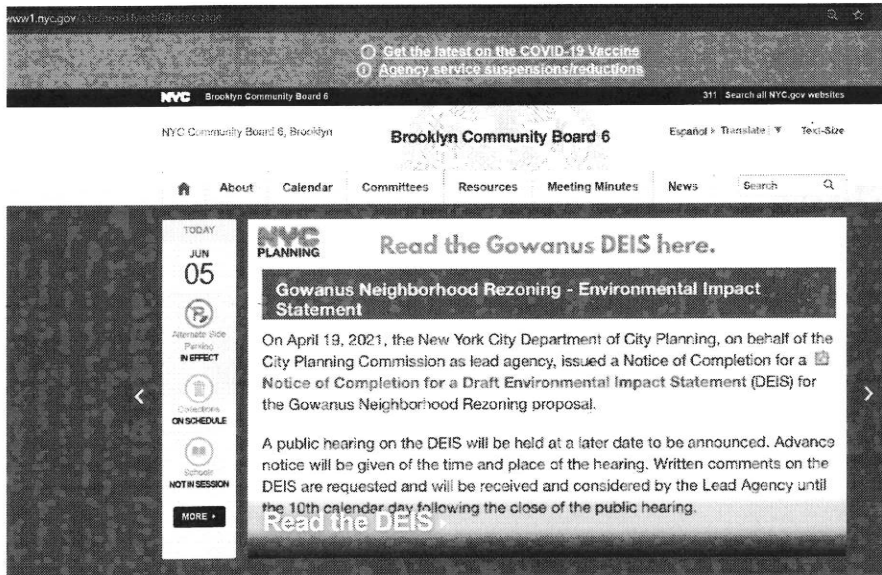 www1.nyc.gov
Get the latest on the COVID-19 Vaccine
Agency service suspensions/reductions
NYC Brooklyn Community Board 6 311 Search all NYC.gov websites
NYC Community Board 6, Brooklyn Brooklyn Community Board 6 Español Translate ▼ Text-Size
About Calendar Committees Resources Meeting Minutes News Search
TODAY
JUN
05
Alternate Side
Parking
IN EFFECT
Collections
ON SCHEDULE
Schools
NOT IN SESSION
MORE
NYC
PLANNING
Read the Gowanus DEIS here.
Gowanus Neighborhood Rezoning - Environmental Impact
Statement
On April 19, 2021, the New York City Department of City Planning, on behalf of the
City Planning Commission as lead agency, issued a Notice of Completion for a
Notice of Completion for a Draft Environmental Impact Statement (DEIS) for
the Gowanus Neighborhood Rezoning proposal.
A public hearing on the DEIS will be held at a later date to be announced. Advance
notice will be given of the time and place of the hearing. Written comments on the
DEIS are requested and will be received and considered by the Lead Agency until
the 10th calendar day following the close of the public hearing.
Read the DEIS